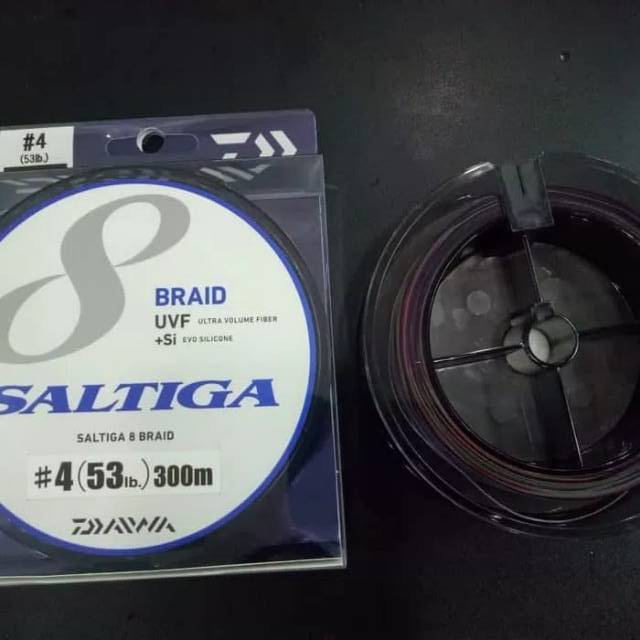 #4
(53lb.)
8
BRAID
UVF ULTRA VOLUME FIBER
+Si EVO SILICONE
SALTIGA
SALTIGA 8 BRAID
#4(53lb.)300m
DAIWA